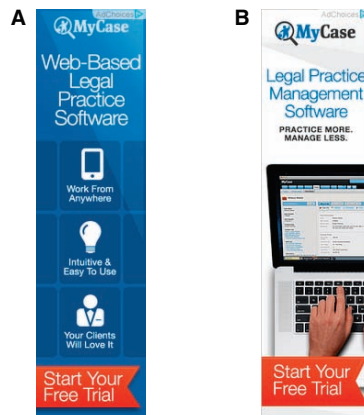 A
AdChoices
MyCase
Web-Based
Legal
Practice
Software
Work From
Anywhere
Intuitive &
Easy To Use
Your Clients
Will Love It
Start Your
Free Trial
B
AdChoices
MyCase
Legal Practice
Management
Software
PRACTICE MORE.
MANAGE LESS.
MyCase
Start Your
Free Trial